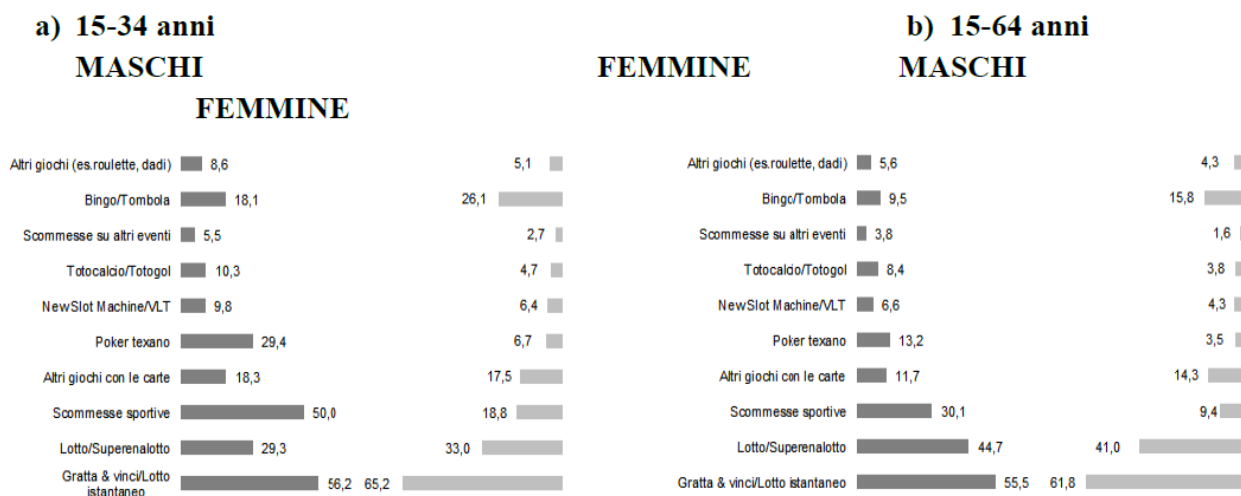 a) 15-34 anni
b) 15-64 anni
MASCHI
FEMMINE
MASCHI
FEMMINE
Altri giochi (es.roulette, dadi) 8,6 5,1
Bingo/Tombola 18,1 26,1
Scommesse su altri eventi 5,5 2,7
Totocalcio/Totogol 10,3 4,7
NewSlot Machine/VLT 9,8 6,4
Poker texano 29,4 6,7
Altri giochi con le carte 18,3 17,5
Scommesse sportive 50,0 18,8
Lotto/Superenalotto 29,3 33,0
Gratta & vinci/Lotto
istantaneo 56,2 65,2
Altri giochi (es.roulette, dadi) 5,6 4,3
Bingo/Tombola 9,5 15,8
Scommesse su altri eventi 3,8 1,6
Totocalcio/Totogol 8,4 3,8
NewSlot Machine/VLT 6,6 4,3
Poker texano 13,2 3,5
Altri giochi con le carte 11,7 14,3
Scommesse sportive 30,1 9,4
Lotto/Superenalotto 44,7 41,0
Gratta & vinci/Lotto istantaneo 55,5 61,8